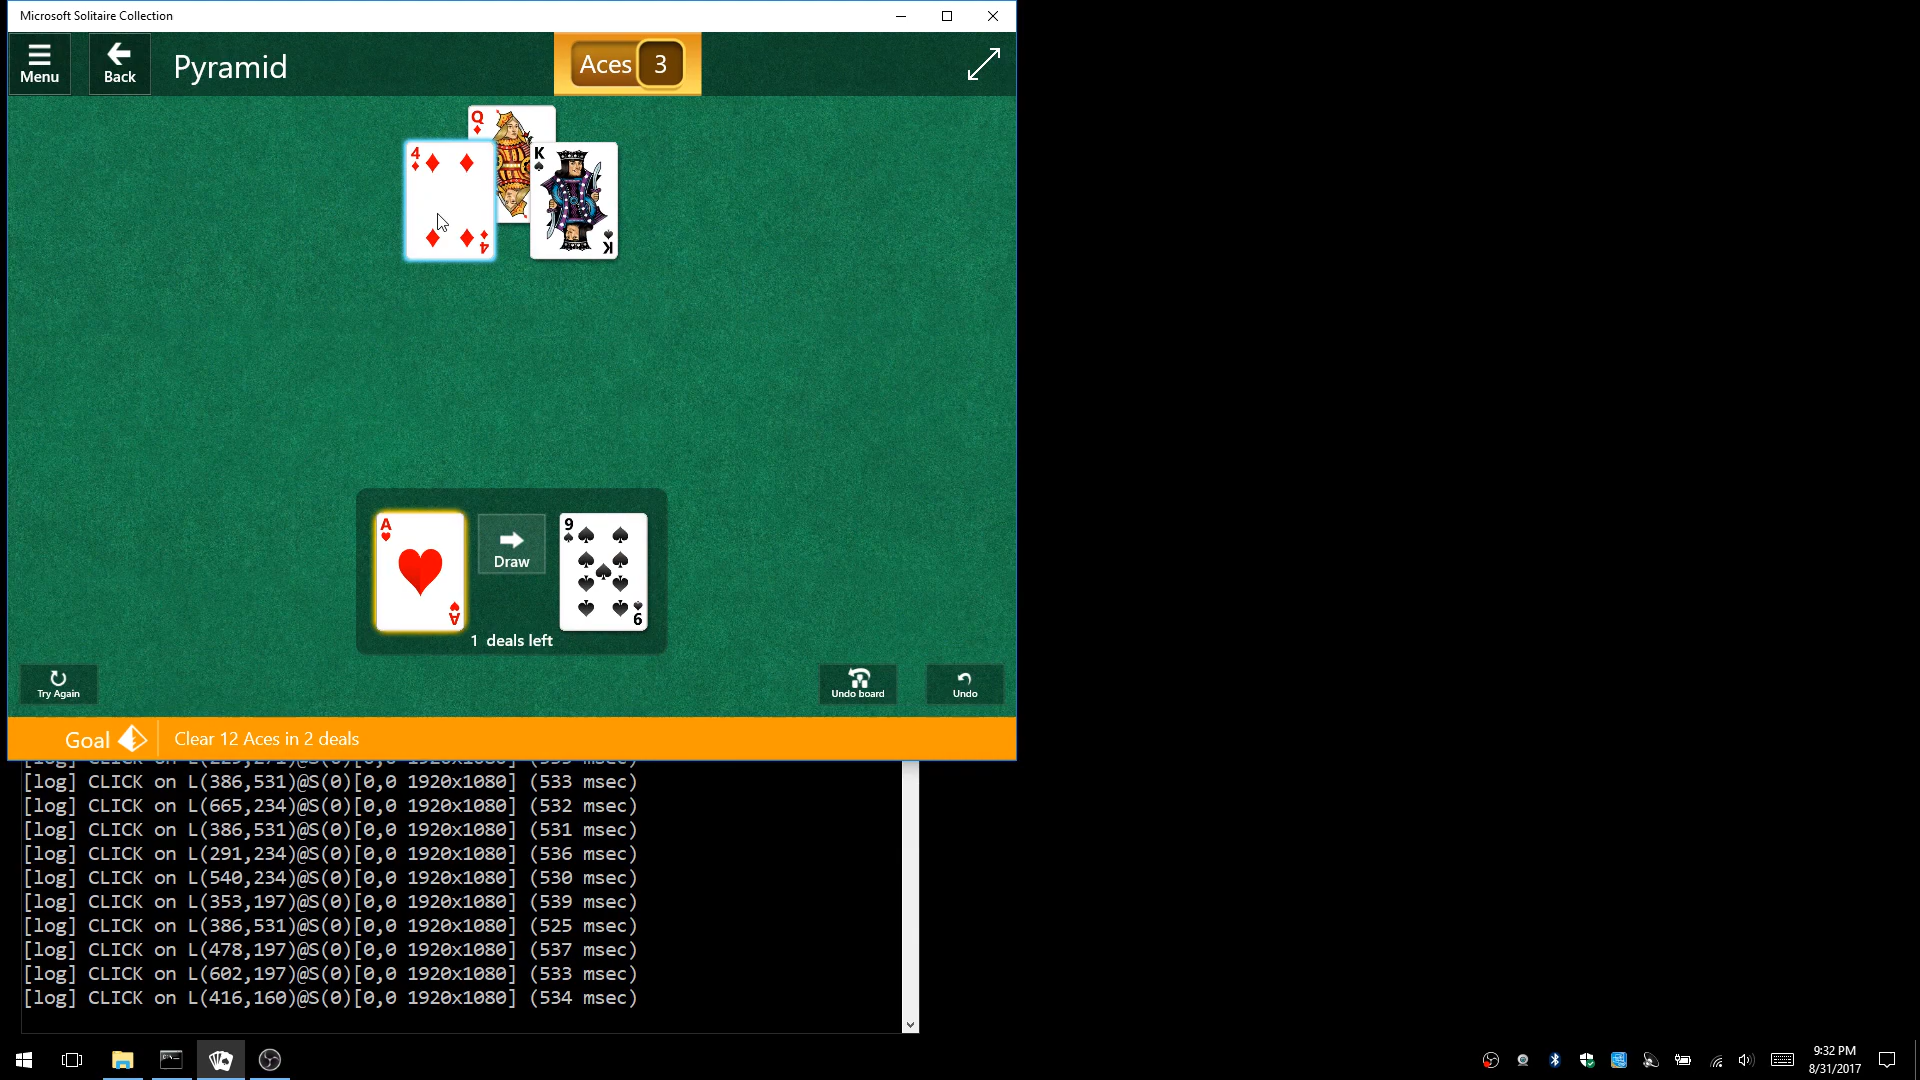 Microsoft Solitaire Collection
Menu
Back
Pyramid
Aces 3
Q
4
4
K
K
A
A
Draw
9
9
1 deals left
Try Again
Undo board
Undo
Goal
Clear 12 Aces in 2 deals
[log] CLICK on L(386,531)@S(0)[0,0 1920x1080] (533 msec)
[log] CLICK on L(665,234)@S(0)[0,0 1920x1080] (532 msec)
[log] CLICK on L(386,531)@S(0)[0,0 1920x1080] (531 msec)
[log] CLICK on L(291,234)@S(0)[0,0 1920x1080] (536 msec)
[log] CLICK on L(540,234)@S(0)[0,0 1920x1080] (530 msec)
[log] CLICK on L(353,197)@S(0)[0,0 1920x1080] (539 msec)
[log] CLICK on L(386,531)@S(0)[0,0 1920x1080] (525 msec)
[log] CLICK on L(478,197)@S(0)[0,0 1920x1080] (537 msec)
[log] CLICK on L(602,197)@S(0)[0,0 1920x1080] (533 msec)
[log] CLICK on L(416,160)@S(0)[0,0 1920x1080] (534 msec)
9:32 PM
8/31/2017